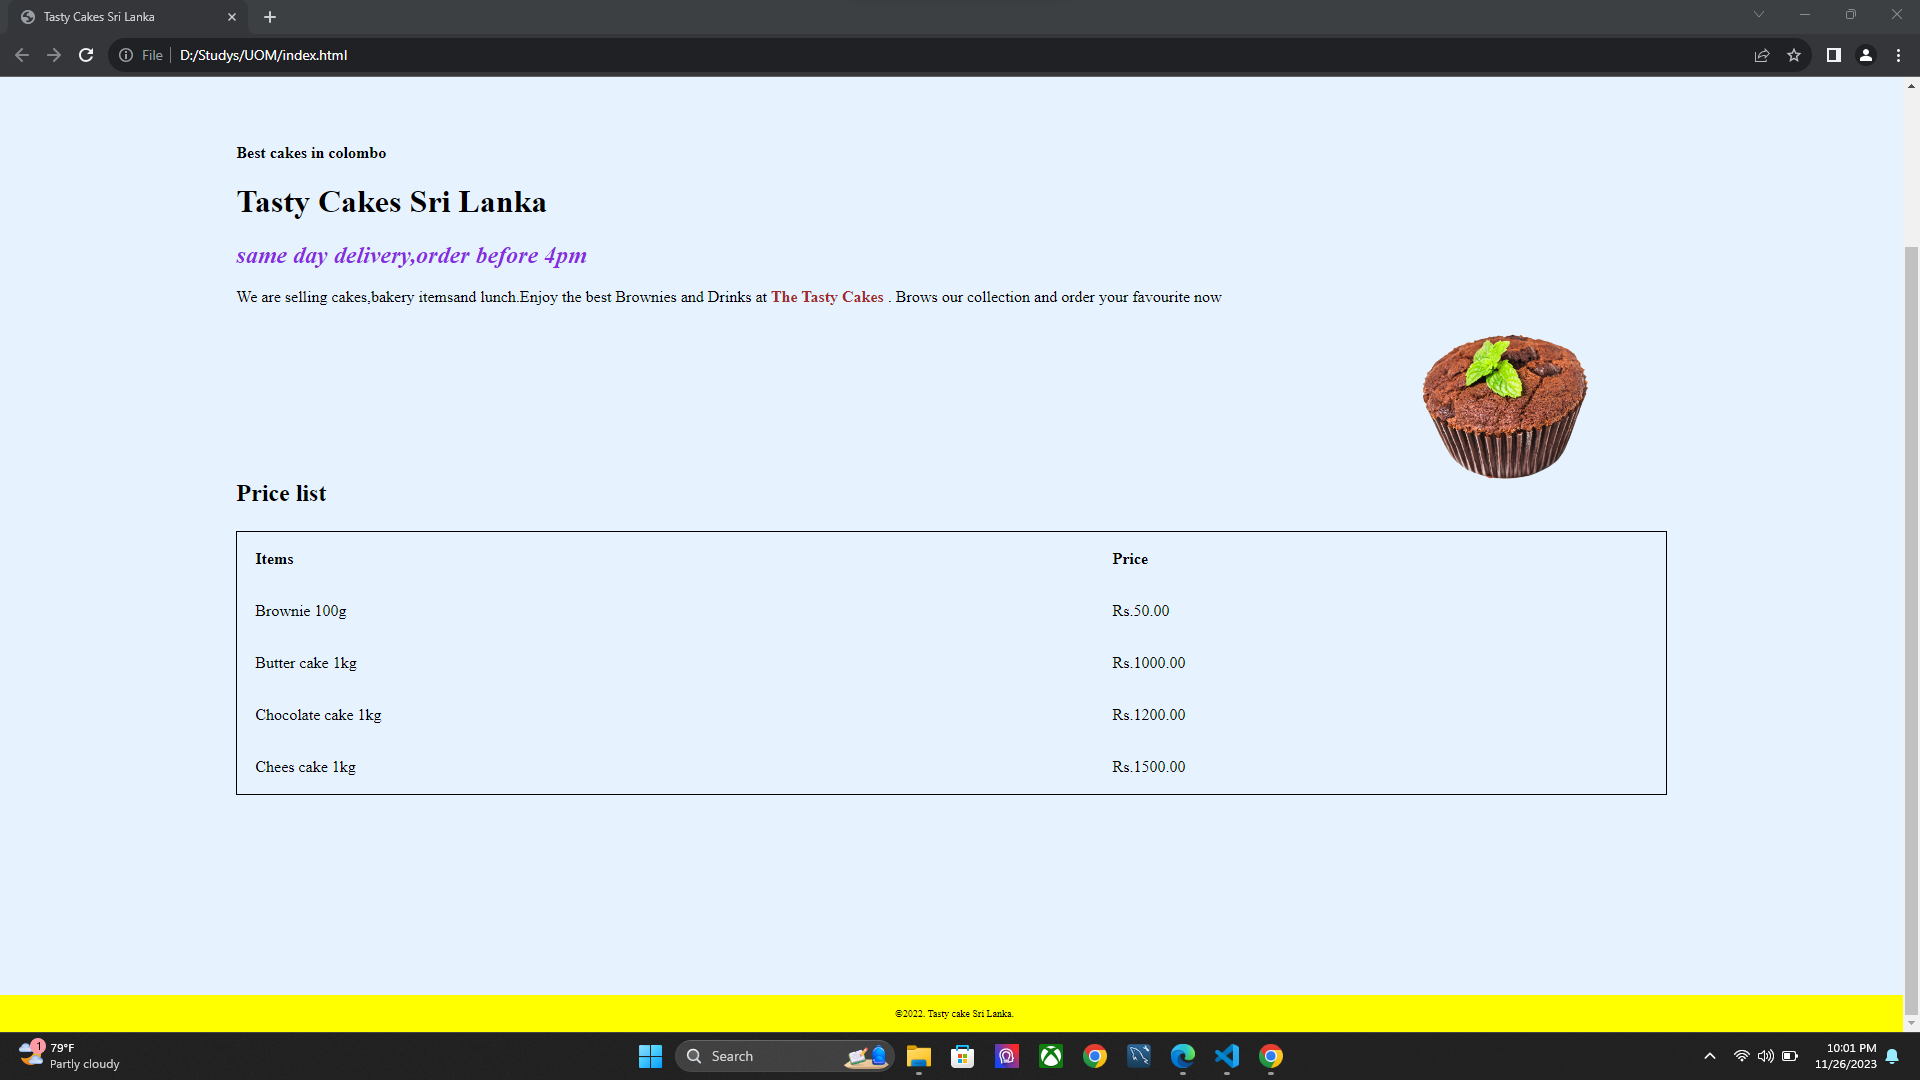 Tasty Cakes Sri Lanka
File D:/Studys/UOM/index.html
Best cakes in colombo
Tasty Cakes Sri Lanka
same day delivery,order before 4pm
We are selling cakes,bakery itemsand lunch.Enjoy the best Brownies and Drinks at The Tasty Cakes . Brows our collection and order your favourite now
Price list
Items Price
Brownie 100g Rs.50.00
Butter cake 1kg Rs.1000.00
Chocolate cake 1kg Rs.1200.00
Chees cake 1kg Rs.1500.00
©2022. Tasty cake Sri Lanka.
1 79°F
Partly cloudy
Search
10:01 PM
11/26/2023